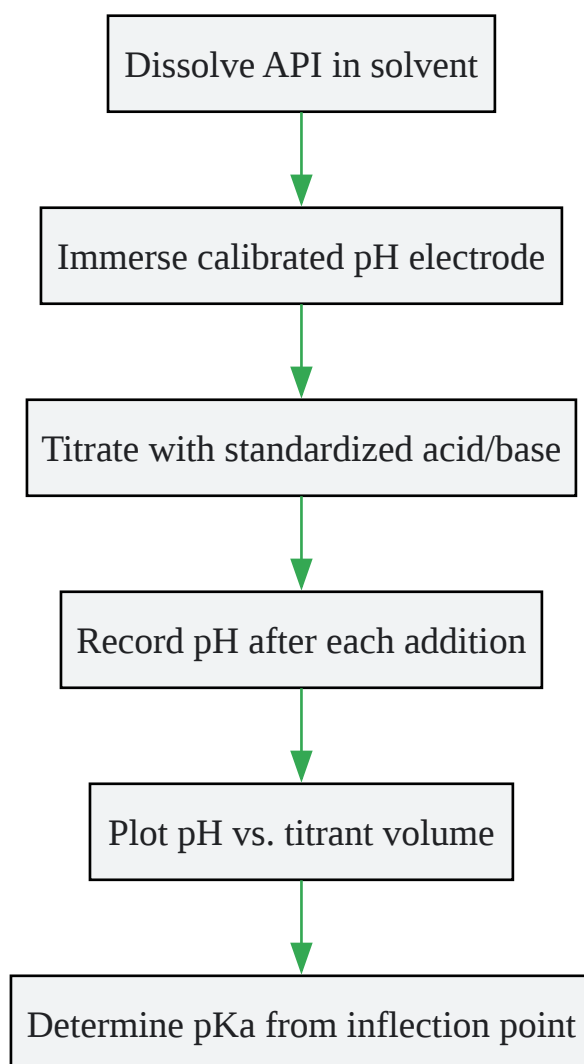 Dissolve API in solvent
Immerse calibrated pH electrode
Titrate with standardized acid/base
Record pH after each addition
Plot pH vs. titrant volume
Determine pKa from inflection point